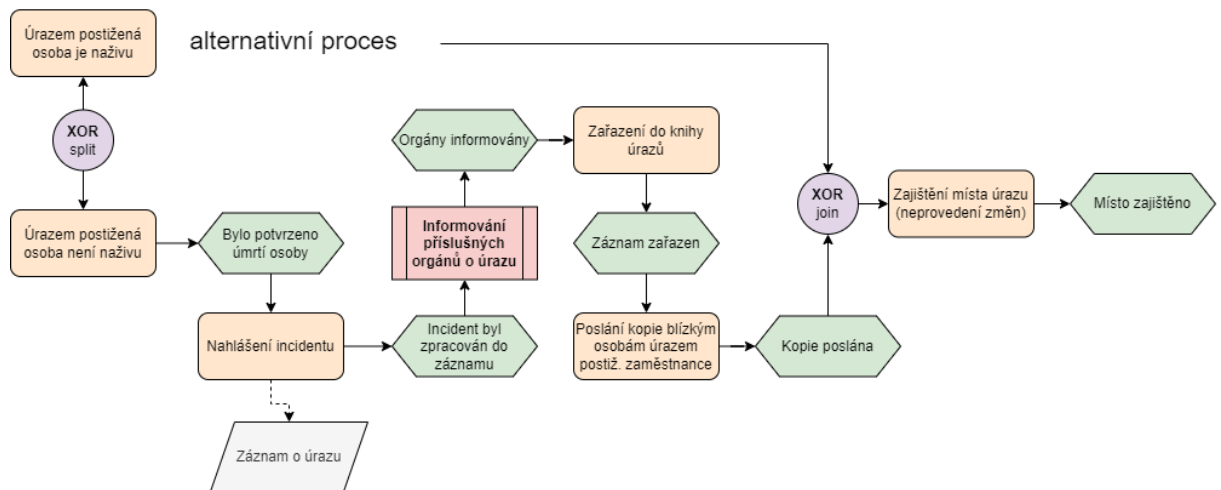 Úrazem postižená
osoba je naživu
alternativní proces
XOR
split
Úrazem postižená
osoba není naživu
Bylo potvrzeno
úmrtí osoby
Nahlášení incidentu
Záznam o úrazu
Incident byl
zpracován do
záznamu
Informování
příslušných
orgánů o úrazu
Orgány informovány
Zařazení do knihy
úrazů
Záznam zařazen
Poslání kopie blízkým
osobám úrazem
postiž. zaměstnance
Kopie poslána
XOR
join
Zajištění místa úrazu
(neprovedení změn)
Místo zajištěno